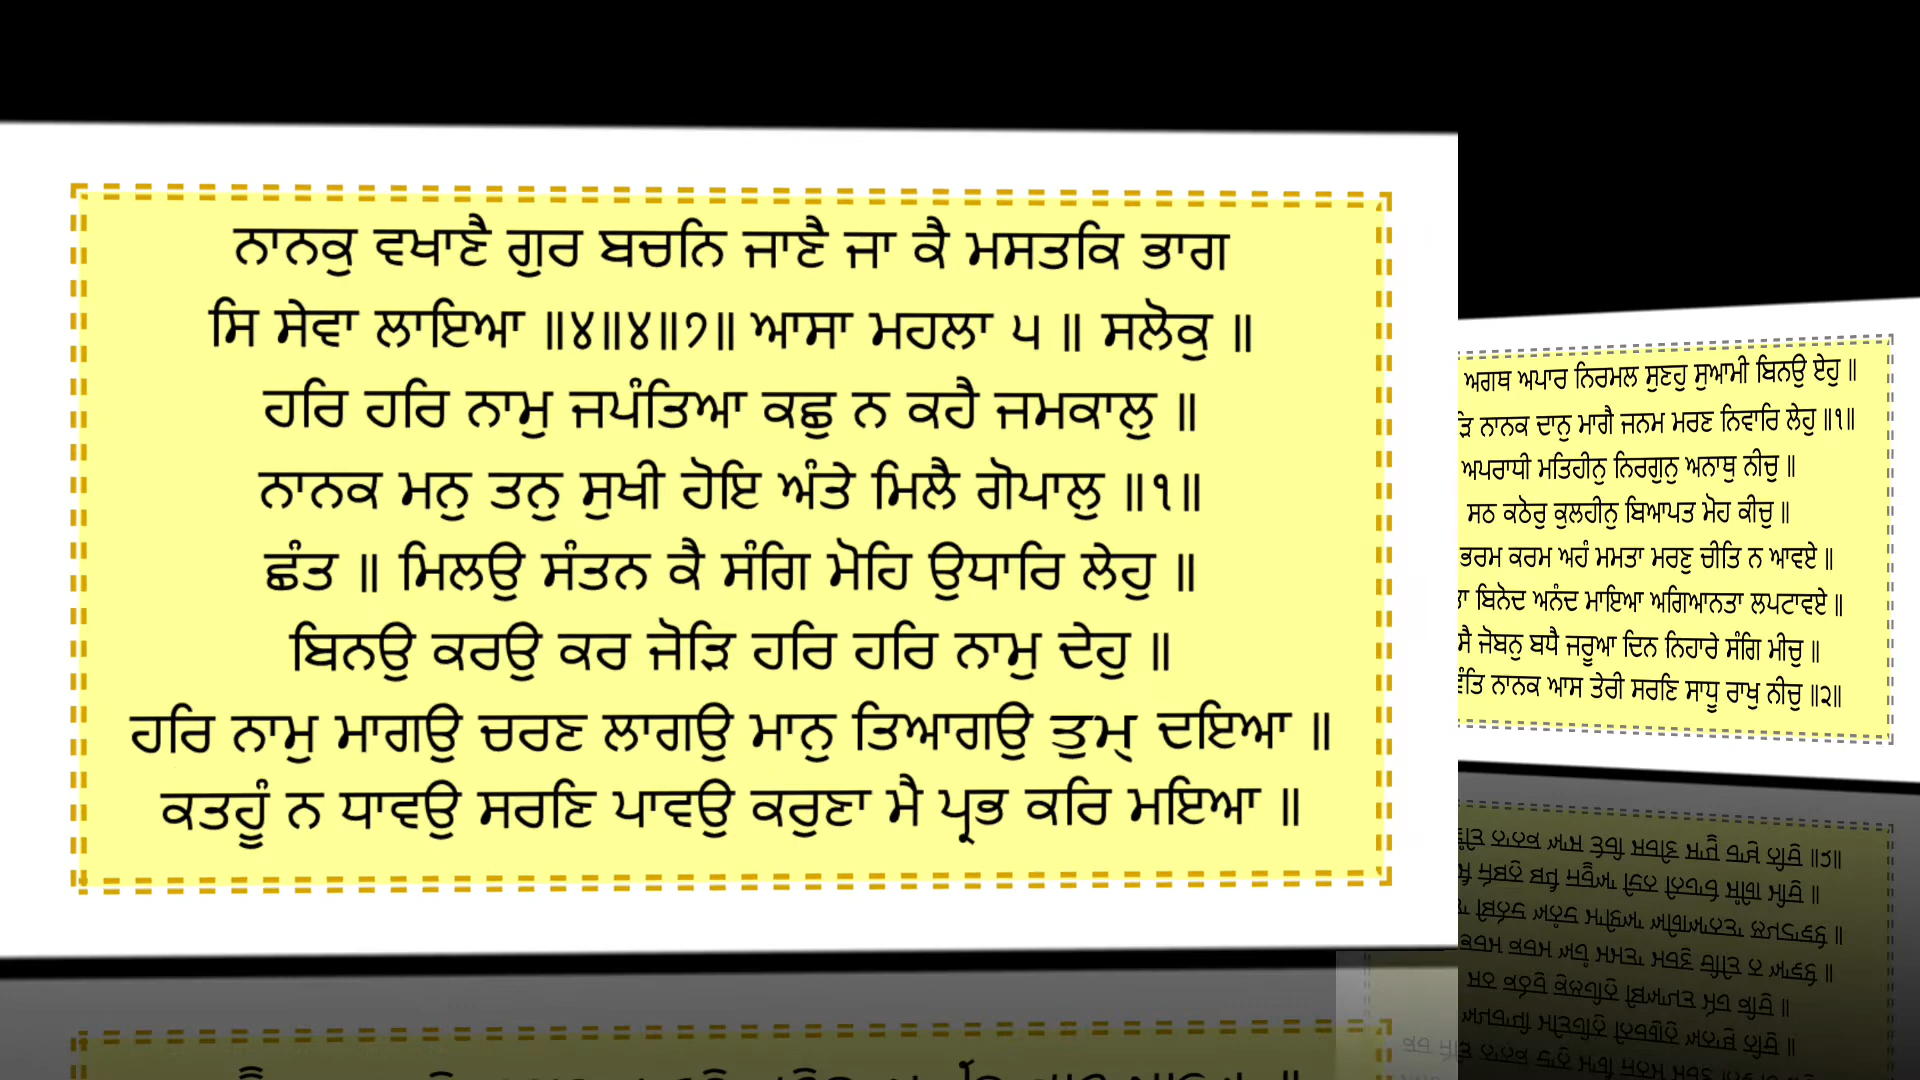 ਨਾਨਕੁ ਵਖਾਣੈ ਗੁਰ ਬਚਨਿ ਜਾਣੈ ਜਾ ਕੈ ਮਸਤਕਿ ਭਾਗ
ਸਿ ਸੇਵਾ ਲਾਇਆ ॥੪॥੪॥੭॥ ਆਸਾ ਮਹਲਾ ੫ ॥ ਸਲੋਕੁ ॥
ਹਰਿ ਹਰਿ ਨਾਮੁ ਜਪੰਤਿਆ ਕਛੁ ਨ ਕਹੈ ਜਮਕਾਲੁ ॥
ਨਾਨਕ ਮਨੁ ਤਨੁ ਸੁਖੀ ਹੋਇ ਅੰਤੇ ਮਿਲੈ ਗੋਪਾਲੁ ॥੧॥
ਛੰਤ ॥ ਮਿਲਉ ਸੰਤਨ ਕੈ ਸੰਗਿ ਮੋਹਿ ਉਧਾਰਿ ਲੇਹੁ ॥
ਬਿਨਉ ਕਰਉ ਕਰ ਜੋੜਿ ਹਰਿ ਹਰਿ ਨਾਮੁ ਦੇਹੁ ॥
ਹਰਿ ਨਾਮੁ ਮਾਗਉ ਚਰਣ ਲਾਗਉ ਮਾਨੁ ਤਿਆਗਉ ਤੁਮ੍ ਦਇਆ ॥
ਕਤਹੂੰ ਨ ਧਾਵਉ ਸਰਣਿ ਪਾਵਉ ਕਰੁਣਾ ਮੈ ਪ੍ਰਭ ਕਰਿ ਮਇਆ ॥
ਅਗਥ ਅਪਾਰ ਨਿਰਮਲ ਸੁਣਹੁ ਸੁਆਮੀ ਬਿਨਉ ਏਹੁ ॥
ਨਾਨਕ ਦਾਨੁ ਮਾਗੈ ਜਨਮ ਮਰਣ ਨਿਵਾਰਿ ਲੇਹੁ ॥੧॥
ਅਪਰਾਧੀ ਮਤਿਹੀਨੁ ਨਿਰਗੁਨੁ ਅਨਾਥੁ ਨੀਚੁ ॥
ਸਠ ਕਠੋਰੁ ਕੁਲਹੀਨੁ ਬਿਆਪਤ ਮੋਹ ਕੀਚੁ ॥
ਭਰਮ ਕਰਮ ਅਹੰ ਮਮਤਾ ਮਰਣੁ ਚੀਤਿ ਨ ਆਵਏ ॥
ਬਿਨੋਦ ਅਨੰਦ ਮਾਇਆ ਅਗਿਆਨਤਾ ਲਪਟਾਵਏ ॥
ਜੋਬਨੁ ਬਧੈ ਜਰੂਆ ਦਿਨ ਨਿਹਾਰੇ ਸੰਗਿ ਮੀਚੁ ॥
ਨਾਨਕ ਆਸ ਤੇਰੀ ਸਰਣਿ ਸਾਧੂ ਰਾਖੁ ਨੀਚੁ ॥੨॥